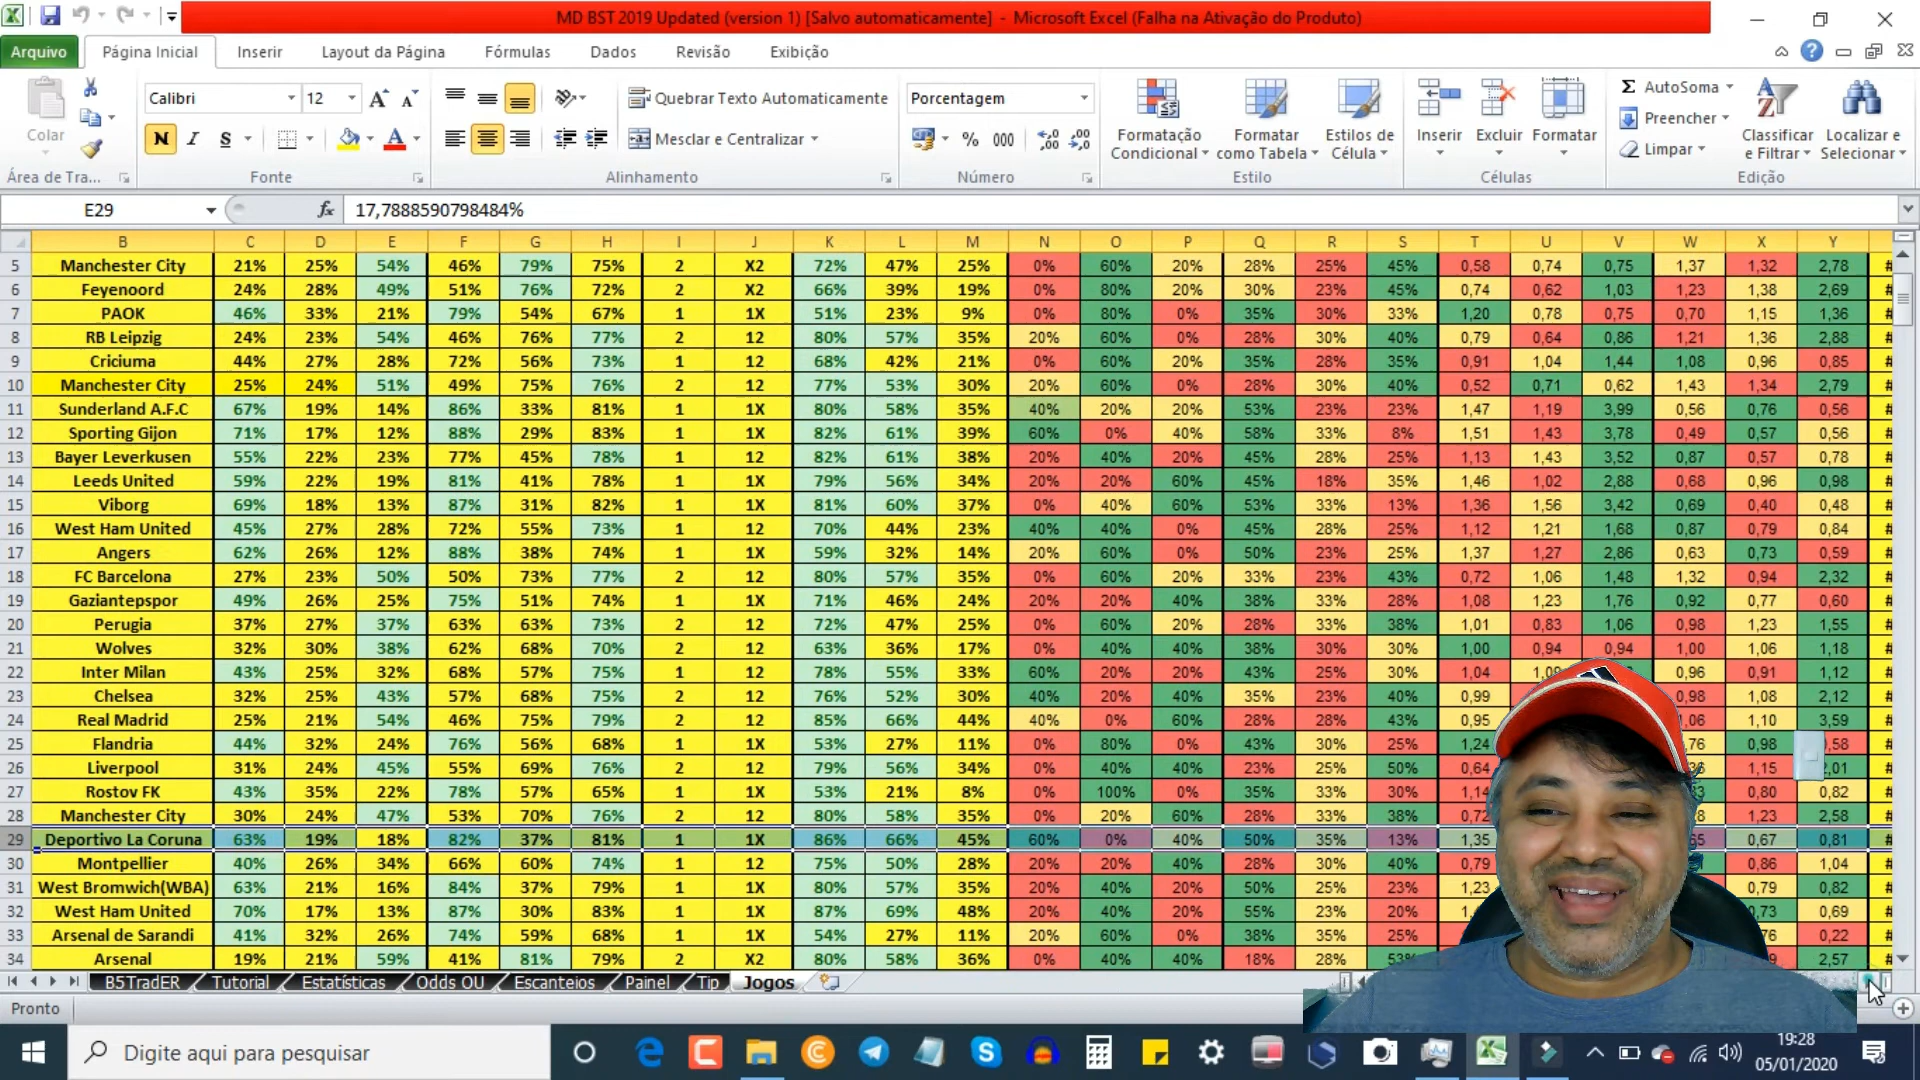 MD BST 2019 Updated (version 1) [Salvo automaticamente] - Microsoft Excel (Falha na Ativação do Produto)
Arquivo Página Inicial Inserir Layout da Página Fórmulas Dados Revisão Exibição
Calibri 12 Quebrar Texto Automaticamente Porcentagem AutoSoma
Colar Preencher
N I S Mesclar e Centralizar % 000 Formatação Condicional Formatar como Tabela Estilos de Célula Inserir Excluir Formatar Classificar e Filtrar Localizar e Selecionar
Limpar
Área de Tra... Fonte Alinhamento Número Estilo Células Edição
E29 fx 17,7888590798484%
B C D E F G H I J K L M N O P Q R S T U V W X Y
5 Manchester City 21% 25% 54% 46% 79% 75% 2 X2 72% 47% 25% 0% 60% 20% 28% 25% 45% 0,58 0,74 0,75 1,37 1,32 2,78 #
6 Feyenoord 24% 28% 49% 51% 76% 72% 2 X2 66% 39% 19% 0% 80% 20% 30% 23% 45% 0,74 0,62 1,03 1,23 1,38 2,69 #
7 PAOK 46% 33% 21% 79% 54% 67% 1 1X 51% 23% 9% 0% 80% 0% 35% 30% 33% 1,20 0,78 0,75 0,70 1,15 1,36 #
8 RB Leipzig 24% 23% 54% 46% 76% 77% 2 12 80% 57% 35% 20% 60% 0% 28% 30% 40% 0,79 0,64 0,86 1,21 1,36 2,88 #
9 Criciuma 44% 27% 28% 72% 56% 73% 1 12 68% 42% 21% 0% 60% 20% 35% 28% 35% 0,91 1,04 1,44 1,08 0,96 0,85 #
10 Manchester City 25% 24% 51% 49% 75% 76% 2 12 77% 53% 30% 20% 60% 0% 28% 30% 40% 0,52 0,71 0,62 1,43 1,34 2,79 #
11 Sunderland A.F.C 67% 19% 14% 86% 33% 81% 1 1X 80% 58% 35% 40% 20% 20% 53% 23% 23% 1,47 1,19 3,99 0,56 0,76 0,56 #
12 Sporting Gijon 71% 17% 12% 88% 29% 83% 1 1X 82% 61% 39% 60% 0% 40% 58% 33% 8% 1,51 1,43 3,78 0,49 0,57 0,56 #
13 Bayer Leverkusen 55% 22% 23% 77% 45% 78% 1 12 82% 61% 38% 20% 40% 20% 45% 28% 25% 1,13 1,43 3,52 0,87 0,57 0,78 #
14 Leeds United 59% 22% 19% 81% 41% 78% 1 1X 79% 56% 34% 20% 20% 60% 45% 18% 35% 1,46 1,02 2,88 0,68 0,96 0,98 #
15 Viborg 69% 18% 13% 87% 31% 82% 1 1X 81% 60% 37% 0% 40% 60% 53% 33% 13% 1,36 1,56 3,42 0,69 0,40 0,48 #
16 West Ham United 45% 27% 28% 72% 55% 73% 1 12 70% 44% 23% 40% 40% 0% 45% 28% 25% 1,12 1,21 1,68 0,87 0,79 0,84 #
17 Angers 62% 26% 12% 88% 38% 74% 1 1X 59% 32% 14% 20% 60% 0% 50% 23% 25% 1,37 1,27 2,86 0,63 0,73 0,59 #
18 FC Barcelona 27% 23% 50% 50% 73% 77% 2 12 80% 57% 35% 0% 60% 20% 33% 23% 43% 0,72 1,06 1,48 1,32 0,94 2,32 #
19 Gaziantepspor 49% 26% 25% 75% 51% 74% 1 1X 71% 46% 24% 20% 20% 40% 38% 33% 28% 1,08 1,23 1,76 0,92 0,77 0,60 #
20 Perugia 37% 27% 37% 63% 63% 73% 2 12 72% 47% 25% 0% 60% 20% 28% 33% 38% 1,01 0,83 1,06 0,98 1,23 1,55 #
21 Wolves 32% 30% 38% 62% 68% 70% 2 12 63% 36% 17% 0% 40% 40% 38% 30% 30% 1,00 0,94 0,94 1,00 1,06 1,18 #
22 Inter Milan 43% 25% 32% 68% 57% 75% 1 12 78% 55% 33% 60% 20% 20% 43% 25% 30% 1,04 0,96 0,91 1,12 #
23 Chelsea 32% 25% 43% 57% 68% 75% 2 12 76% 52% 30% 40% 20% 40% 35% 23% 40% 0,99 0,98 1,08 2,12 #
24 Real Madrid 25% 21% 54% 46% 75% 79% 2 12 85% 66% 44% 40% 0% 60% 28% 28% 43% 0,95 1,10 3,59 #
25 Flandria 44% 32% 24% 76% 56% 68% 1 1X 53% 27% 11% 0% 80% 0% 43% 30% 25% 1,24 0,98 #
26 Liverpool 31% 24% 45% 55% 69% 76% 2 12 79% 56% 34% 0% 40% 40% 23% 25% 50% 0,64 1,15 #
27 Rostov FK 43% 35% 22% 78% 57% 65% 1 1X 53% 21% 8% 0% 100% 0% 35% 33% 30% 0,80 0,82 #
28 Manchester City 30% 24% 47% 53% 70% 76% 2 12 80% 58% 35% 0% 20% 60% 28% 33% 38% 1,23 2,58 #
29 Deportivo La Coruna 63% 19% 18% 82% 37% 81% 1 1X 86% 66% 45% 60% 0% 40% 50% 35% 13% 1,35 0,67 0,81 #
30 Montpellier 40% 26% 34% 66% 60% 74% 1 12 75% 50% 28% 20% 20% 40% 28% 30% 40% 0,79 0,86 1,04 #
31 West Bromwich(WBA) 63% 21% 16% 84% 37% 79% 1 1X 80% 57% 35% 20% 40% 20% 50% 25% 23% 1,23 0,79 0,82 #
32 West Ham United 70% 17% 13% 87% 30% 83% 1 1X 87% 69% 48% 20% 40% 20% 55% 23% 20% 0,73 0,69 #
33 Arsenal de Sarandi 41% 32% 26% 74% 59% 68% 1 1X 54% 27% 11% 20% 60% 0% 38% 35% 25% 0,22 #
34 Arsenal 19% 21% 59% 41% 81% 79% 2 X2 80% 58% 36% 0% 40% 40% 18% 28% 53% 2,57 #
B5TradER Tutorial Estatísticas Odds OU Escanteios Painel Tip Jogos
Pronto
Digite aqui para pesquisar
19:28
05/01/2020